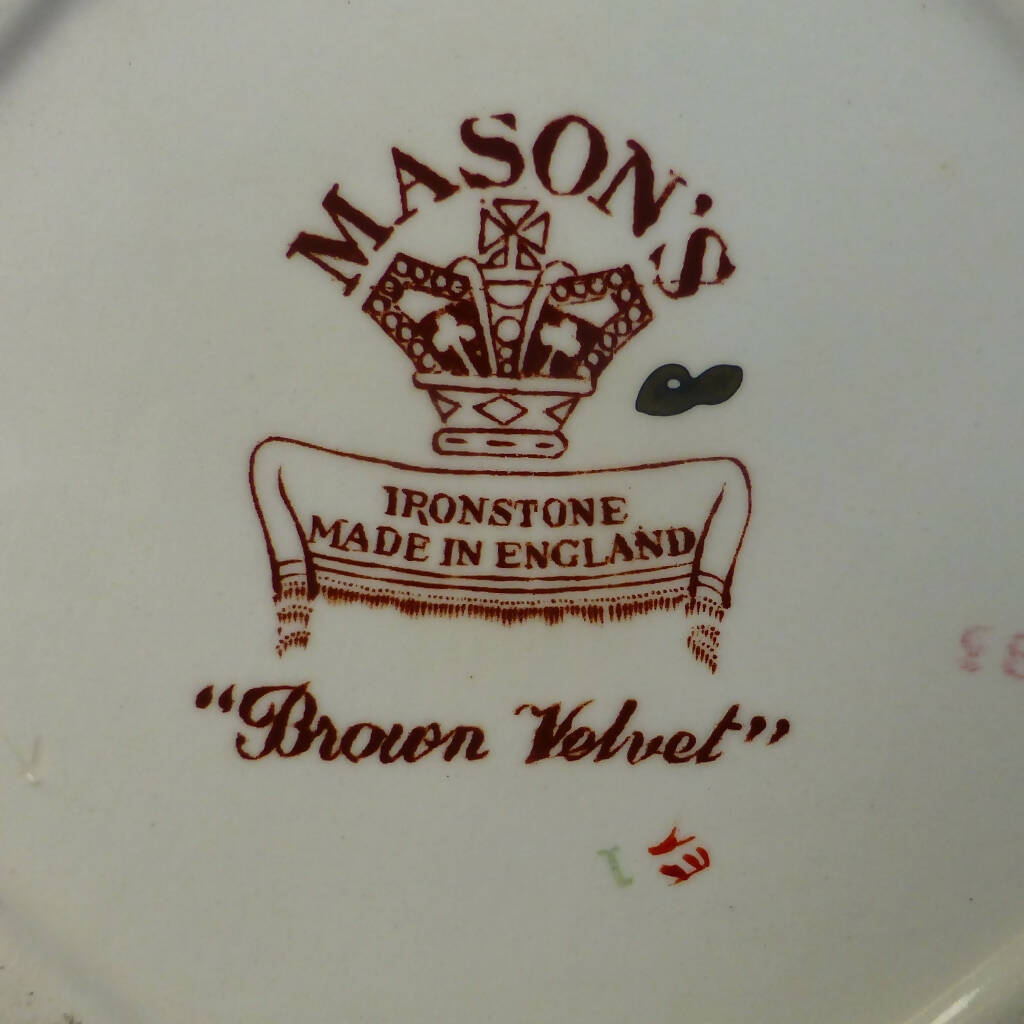 MASON'S
IRONSTONE
MADE IN ENGLAND
"Brown Velvet"